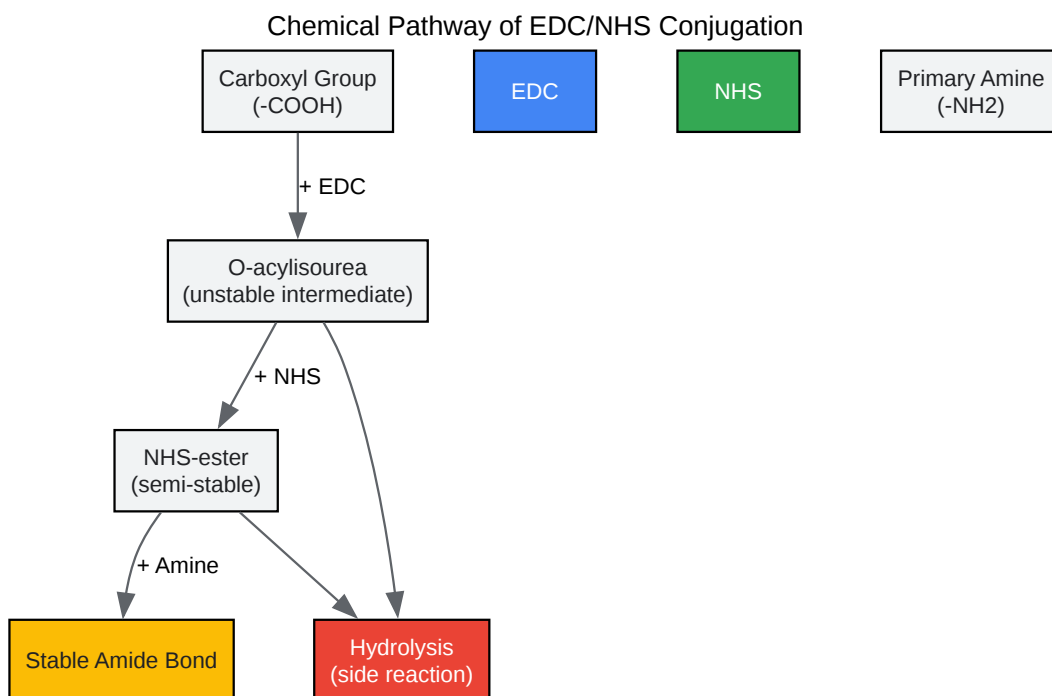 Chemical Pathway of EDC/NHS Conjugation
Carboxyl Group
(-COOH)
EDC
NHS
Primary Amine
(-NH2)
+ EDC
O-acylisourea
(unstable intermediate)
+ NHS
NHS-ester
(semi-stable)
+ Amine
Stable Amide Bond
Hydrolysis
(side reaction)